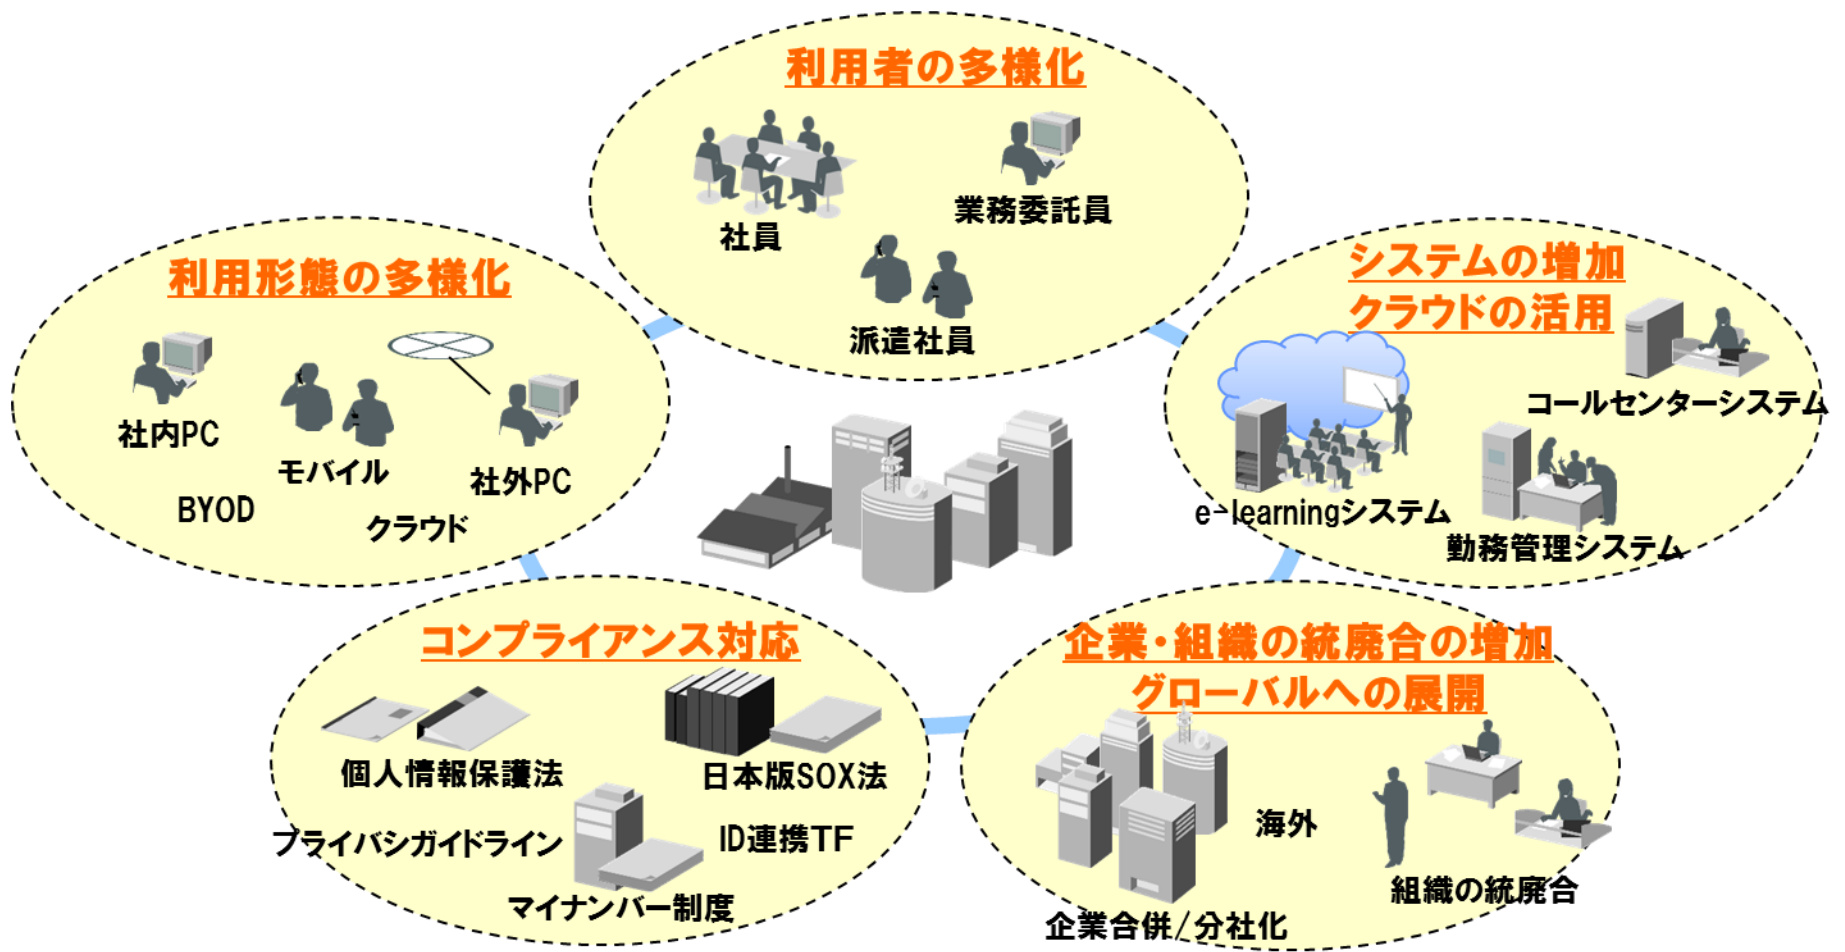 利用者の多様化
社員
業務委託員
派遣社員
利用形態の多様化
社内PC
モバイル
社外PC
BYOD
クラウド
システムの増加
クラウドの活用
コールセンターシステム
e-learningシステム
勤務管理システム
コンプライアンス対応
個人情報保護法
日本版SOX法
プライバシガイドライン
ID連携TF
マイナンバー制度
企業・組織の統廃合の増加
グローバルへの展開
海外
組織の統廃合
企業合併/分社化